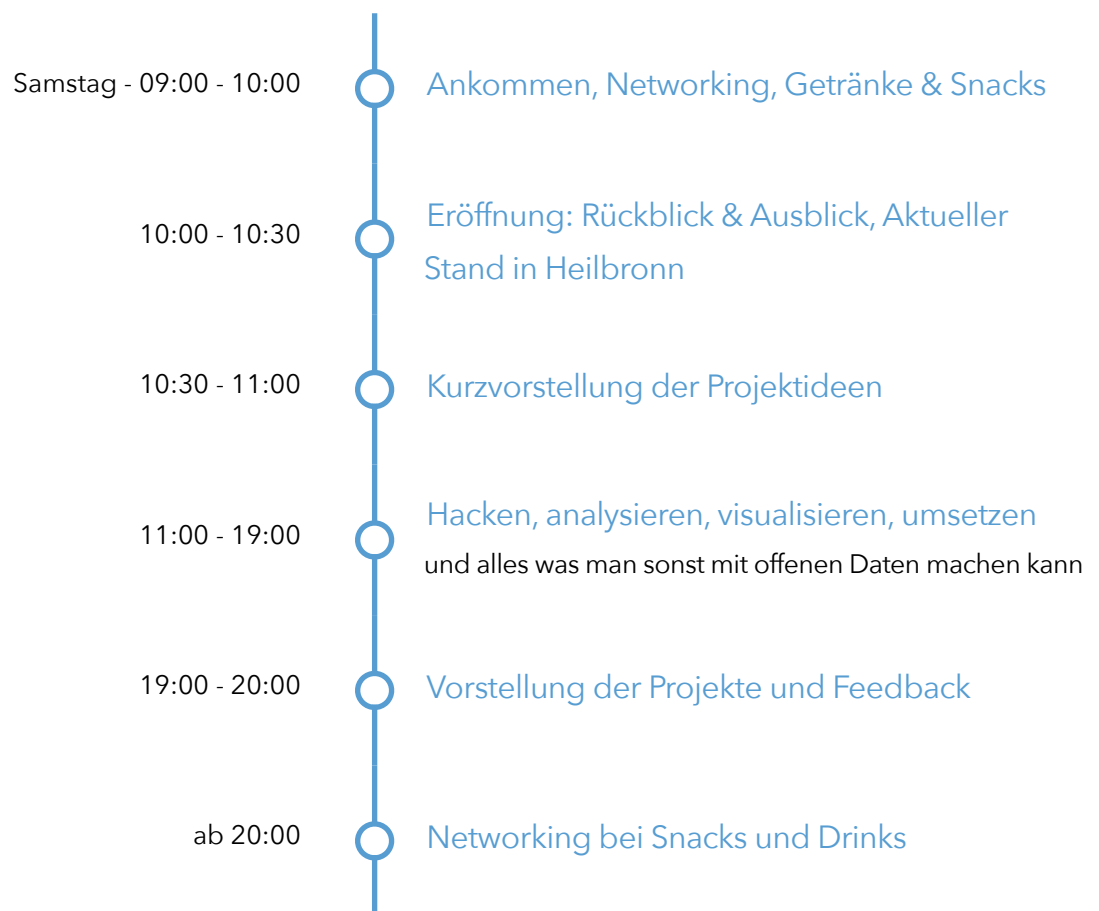 Samstag - 09:00 - 10:00
Ankommen, Networking, Getränke & Snacks
10:00 - 10:30
Eröffnung: Rückblick & Ausblick, Aktueller
Stand in Heilbronn
10:30 - 11:00
Kurzvorstellung der Projektideen
11:00 - 19:00
Hacken, analysieren, visualisieren, umsetzen
und alles was man sonst mit offenen Daten machen kann
19:00 - 20:00
Vorstellung der Projekte und Feedback
ab 20:00
Networking bei Snacks und Drinks